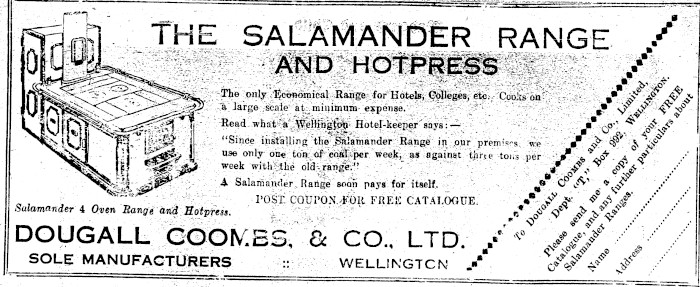 THE SALAMANDER RANGE
AND HOTPRESS
The only Economical Range for Hotels, Colleges, etc. Cooks on
a large scale at minimum expense.
Read what a Wellington Hotel-keeper says:—
"Since installing the Salamander Range in our premises we
use only one ton of coal per week, as against three tons per
week with the old range."
A Salamander Range soon pays for itself.
POST COUPON FOR FREE CATALOGUE.
Salamander 4 Oven Range and Hotpress.
DOUGALL COOMBS, & CO., LTD.
SOLE MANUFACTURERS :: WELLINGTON
To DOUGALL COOMBS and Co., Limited,
Dept. "T," Box 992, WELLINGTON.
Please send me a copy of your FREE
Catalogue, and any further particulars about
Salamander Ranges.
Name
Address